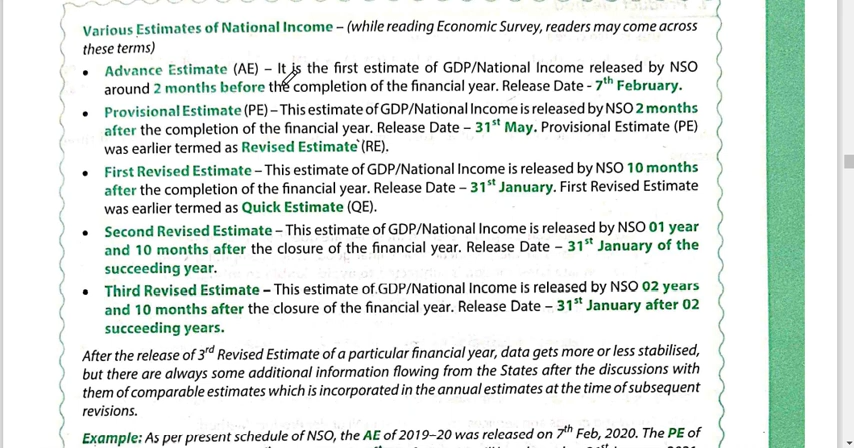 Various Estimates of National Income – (while reading Economic Survey, readers may come across
these terms)
• Advance Estimate (AE) – It is the first estimate of GDP/National Income released by NSO
around 2 months before the completion of the financial year. Release Date - 7th February.
• Provisional Estimate (PE) – This estimate of GDP/National Income is released by NSO 2 months
after the completion of the financial year. Release Date – 31st May. Provisional Estimate (PE)
was earlier termed as Revised Estimate (RE).
• First Revised Estimate – This estimate of GDP/National Income is released by NSO 10 months
after the completion of the financial year. Release Date – 31st January. First Revised Estimate
was earlier termed as Quick Estimate (QE).
• Second Revised Estimate – This estimate of GDP/National Income is released by NSO 01 year
and 10 months after the closure of the financial year. Release Date – 31st January of the
succeeding year.
• Third Revised Estimate – This estimate of GDP/National Income is released by NSO 02 years
and 10 months after the closure of the financial year. Release Date – 31st January after 02
succeeding years.
After the release of 3rd Revised Estimate of a particular financial year, data gets more or less stabilised,
but there are always some additional information flowing from the States after the discussions with
them of comparable estimates which is incorporated in the annual estimates at the time of subsequent
revisions.
Example: As per present schedule of NSO, the AE of 2019–20 was released on 7th Feb, 2020. The PE of